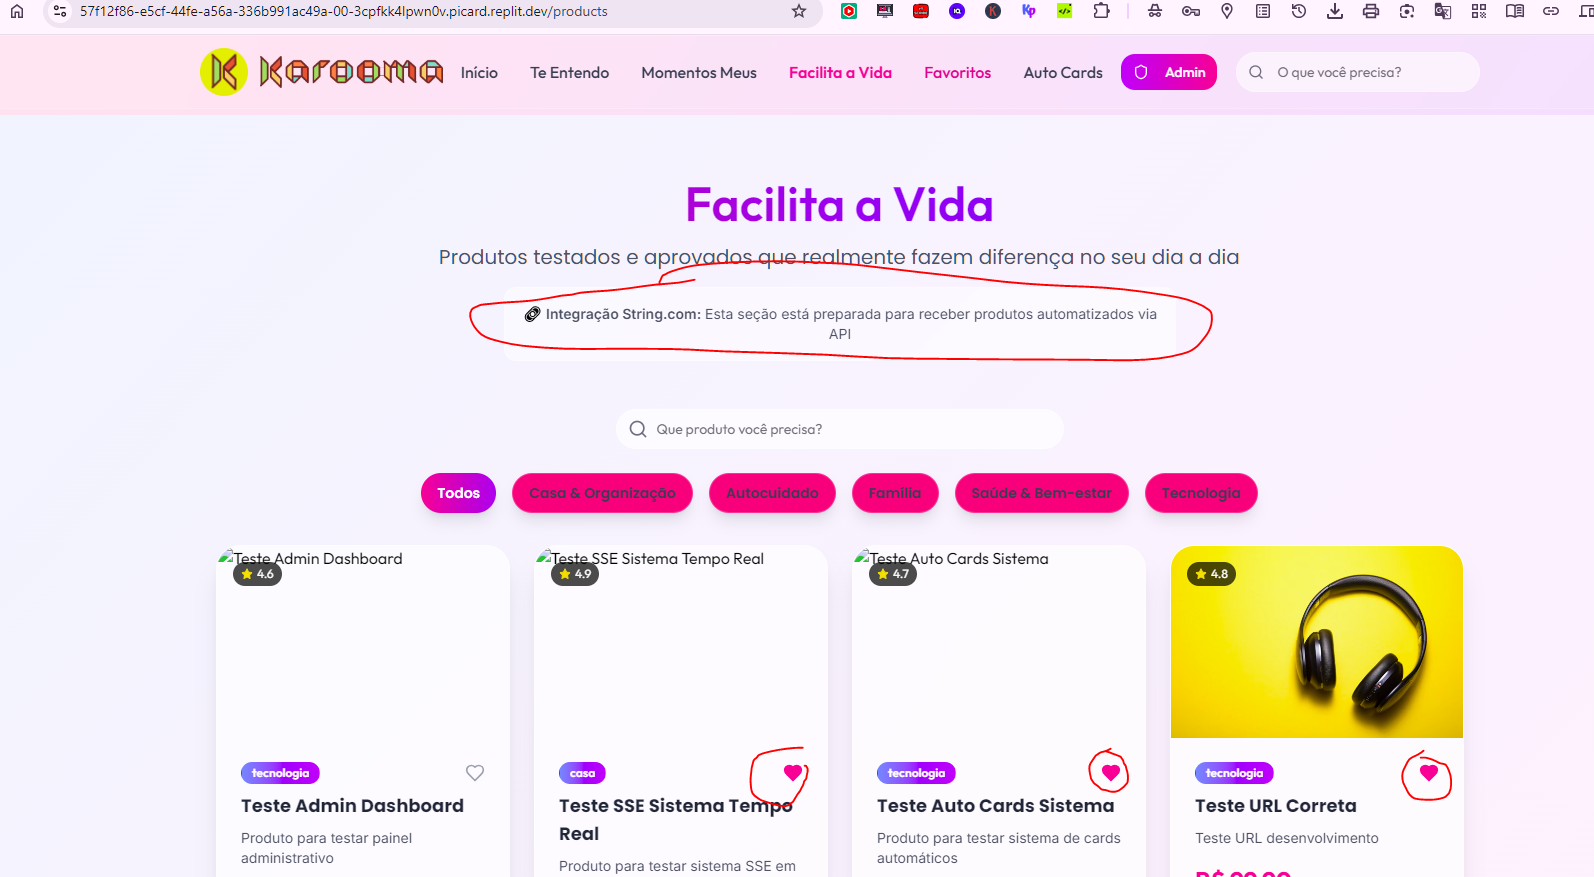 57f12f86-e5cf-44fe-a56a-336b991ac49a-00-3cpfkk4lpwn0v.picard.replit.dev/products
Karooma
Início
Te Entendo
Momentos Meus
Facilita a Vida
Favoritos
Auto Cards
Admin
O que você precisa?
Facilita a Vida
Produtos testados e aprovados que realmente fazem diferença no seu dia a dia
Integração String.com: Esta seção está preparada para receber produtos automatizados via
API
Que produto você precisa?
Todos
Casa & Organização
Autocuidado
Família
Saúde & Bem-estar
Tecnologia
Teste Admin Dashboard
4.6
tecnologia
Teste Admin Dashboard
Produto para testar painel
administrativo
Teste SSE Sistema Tempo Real
4.9
casa
Teste SSE Sistema Tempo
Real
Produto para testar sistema SSE em
Teste Auto Cards Sistema
4.7
tecnologia
Teste Auto Cards Sistema
Produto para testar sistema de cards
automáticos
4.8
tecnologia
Teste URL Correta
Teste URL desenvolvimento
R$